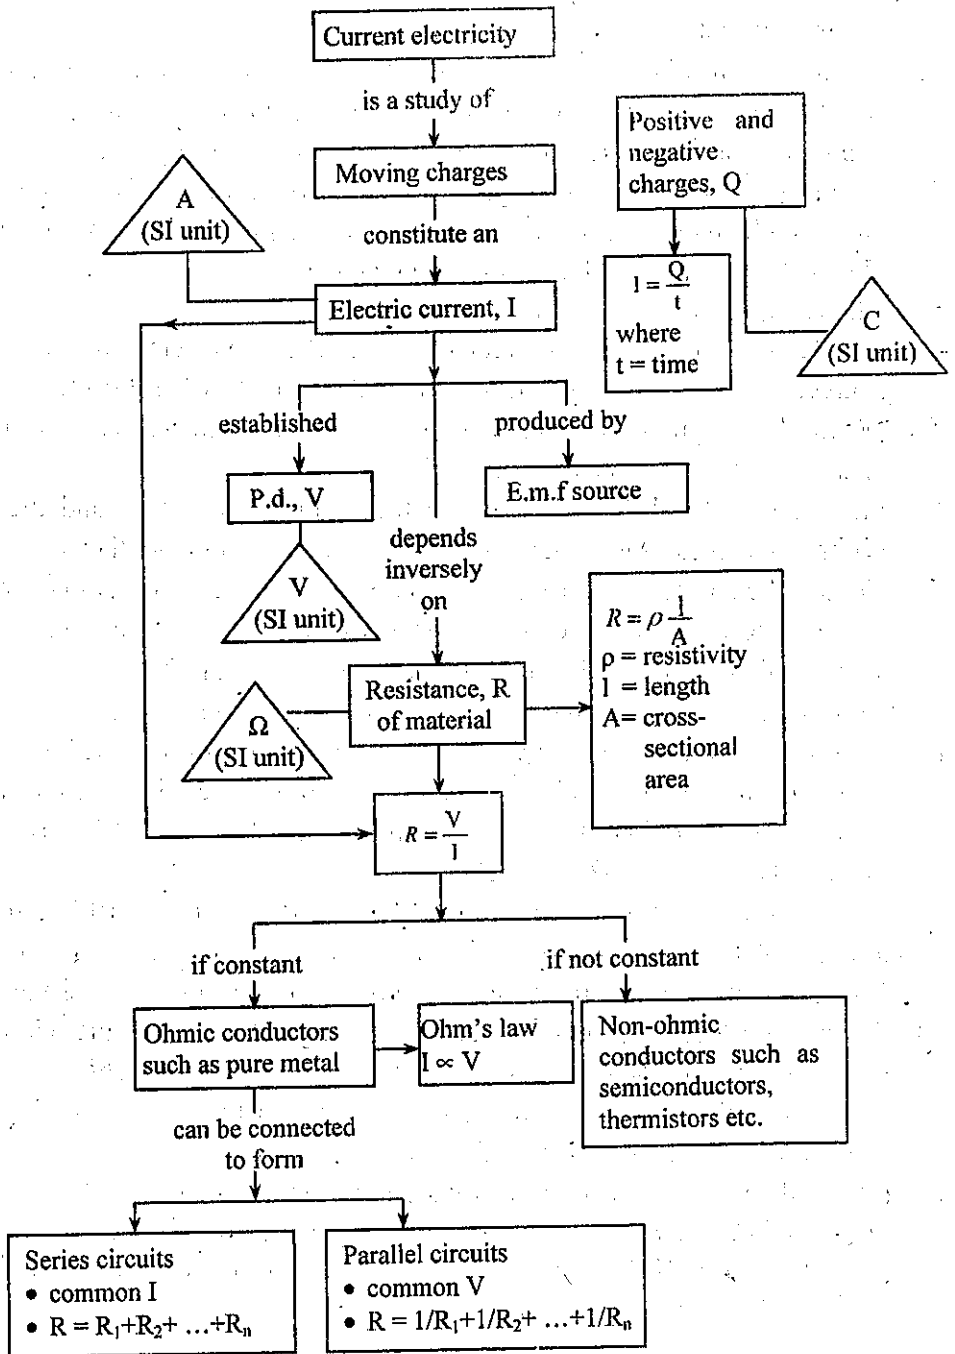 Current electricity
is a study of
Positive and
negative
charges, Q
Moving charges
A
(SI unit)
constitute an
I = Q
t
where
t = time
Electric current, I
C
(SI unit)
established
produced by
P.d., V
E.m.f source
V
(SI unit)
depends
inversely
on
R = ρ l
A
ρ = resistivity
l = length
A= cross-
sectional
area
Resistance, R
of material
Ω
(SI unit)
R = V
I
if constant
if not constant
Ohmic conductors
such as pure metal
Ohm's law
I ∝ V
Non-ohmic
conductors such as
semiconductors,
thermistors etc.
can be connected
to form
Series circuits
• common I
• R = R₁+R₂+ ...+Rₙ
Parallel circuits
• common V
• R = 1/R₁+1/R₂+ ...+1/Rₙ